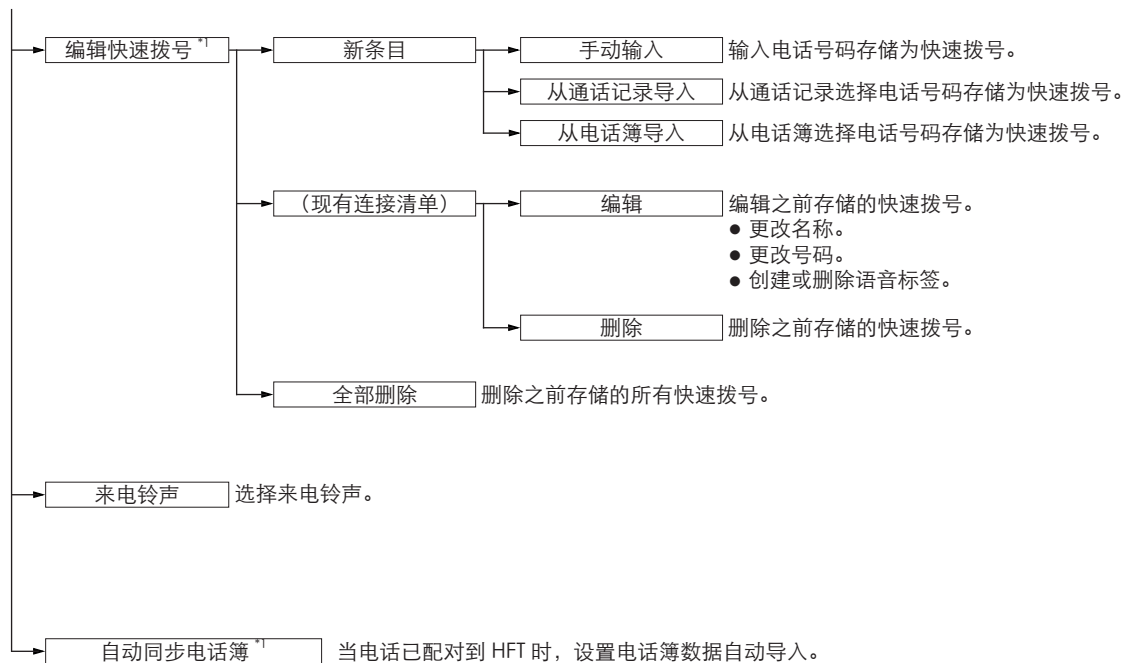 编辑快速拨号*1
新条目
手动输入 输入电话号码存储为快速拨号。
从通话记录导入 从通话记录选择电话号码存储为快速拨号。
从电话簿导入 从电话簿选择电话号码存储为快速拨号。
（现有连接清单）
编辑 编辑之前存储的快速拨号。
● 更改名称。
● 更改号码。
● 创建或删除语音标签。
删除 删除之前存储的快速拨号。
全部删除 删除之前存储的所有快速拨号。
来电铃声 选择来电铃声。
自动同步电话簿*1 当电话已配对到 HFT 时，设置电话簿数据自动导入。